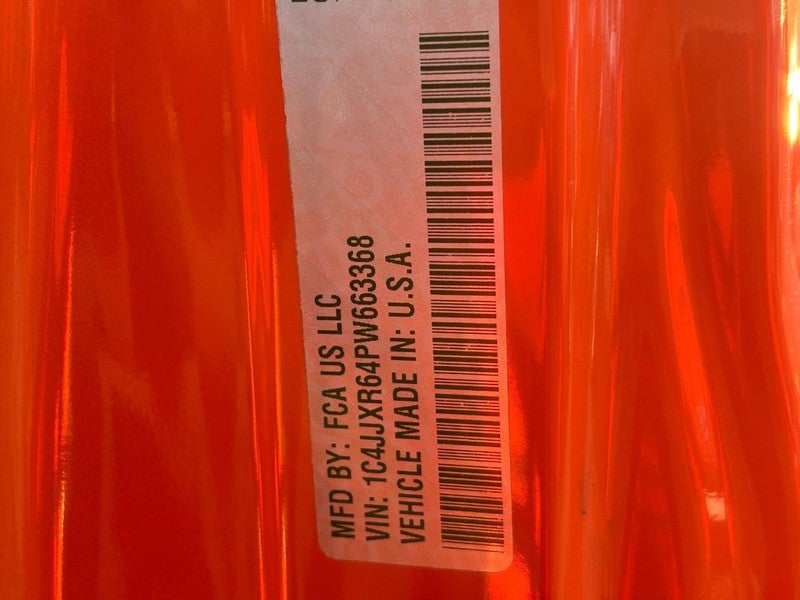 MFD BY: FCA US LLC
VIN: 1C4JJXR64PW663368
VEHICLE MADE IN: U.S.A.